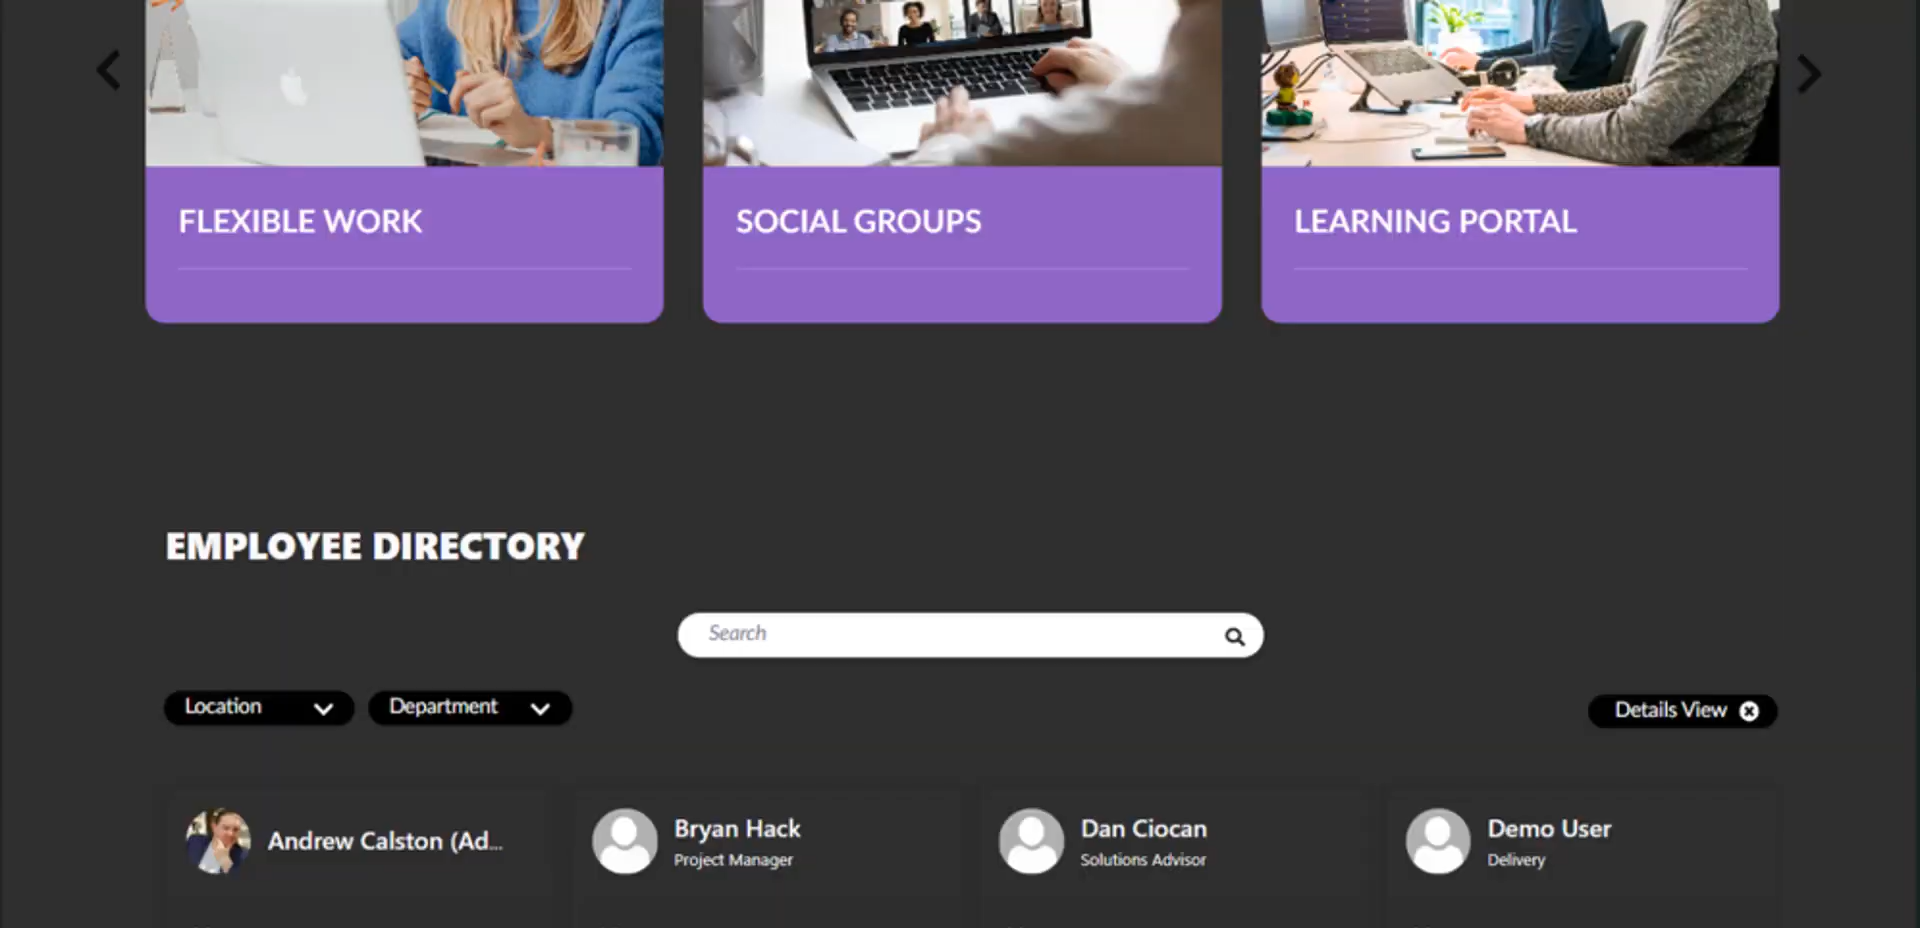 FLEXIBLE WORK
SOCIAL GROUPS
LEARNING PORTAL
EMPLOYEE DIRECTORY
Search
Location
Department
Details View
Andrew Calston (Ad...
Bryan Hack
Project Manager
Dan Ciocan
Solutions Advisor
Demo User
Delivery